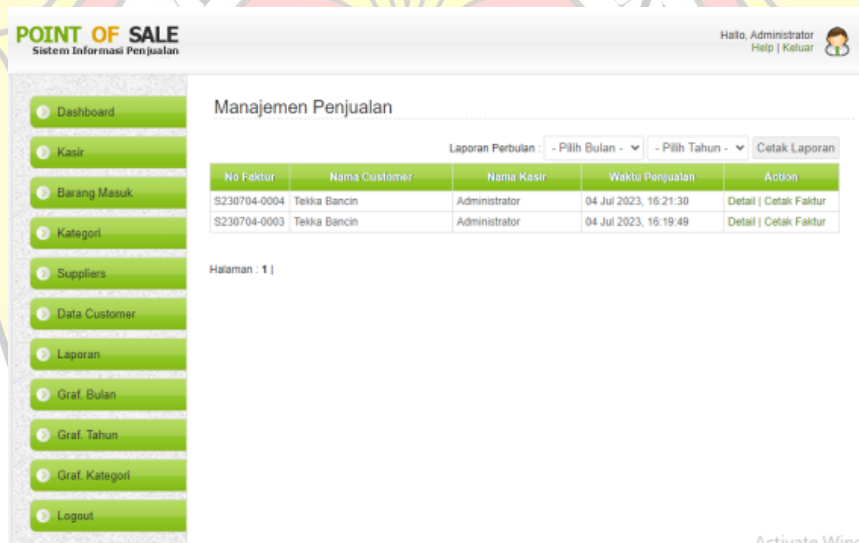 POINT OF SALE
Sistem Informasi Penjualan
Hallo, Administrator
Help | Keluar
Dashboard
Kasir
Barang Masuk
Kategori
Suppliers
Data Customer
Laporan
Graf. Bulan
Graf. Tahun
Graf. Kategori
Logout
Manajemen Penjualan
Laporan Perbulan : - Pilih Bulan - - Pilih Tahun - Cetak Laporan
No Faktur Nama Customer Nama Kasir Waktu Penjualan Action
S230704-0004 Tekka Bancin Administrator 04 Jul 2023, 16:21:30 Detail | Cetak Faktur
S230704-0003 Tekka Bancin Administrator 04 Jul 2023, 16:19:49 Detail | Cetak Faktur
Halaman : 1 |
Activate Wind